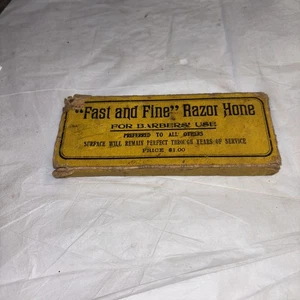 "Fast and Fine" Razor Hone
FOR BARBERS' USE
PREFERRED TO ALL OTHERS
SURFACE WILL REMAIN PERFECT THROUGH YEARS OF SERVICE
PRICE $1.00